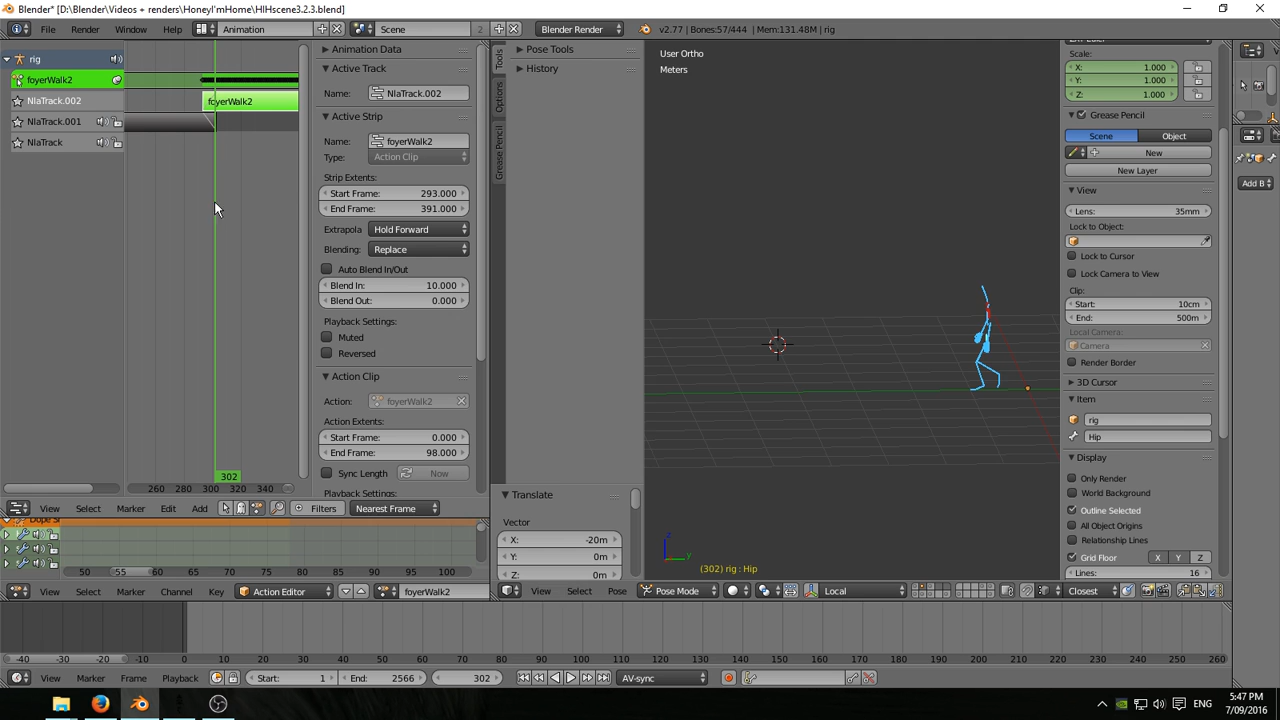 Blender* [D:\Blender\Videos + renders\HoneyI'mHome\HIHscene3.2.3.blend]
File Render Window Help Animation Scene 2 Blender Render v2.77 | Bones:57/444 | Mem:131.48M | rig
rig
foyerWalk2
NlaTrack.002
NlaTrack.001
NlaTrack
foyerWalk2
302
260 280 300 320 340
View Select Marker Edit Add Filters Nearest Frame
Animation Data
Active Track
Name: NlaTrack.002
Active Strip
Name: foyerWalk2
Type: Action Clip
Strip Extents:
Start Frame: 293.000
End Frame: 391.000
Extrapola Hold Forward
Blending: Replace
Auto Blend In/Out
Blend In: 10.000
Blend Out: 0.000
Playback Settings:
Muted
Reversed
Action Clip
Action: foyerWalk2
Action Extents:
Start Frame: 0.000
End Frame: 98.000
Sync Length Now
Playback Settings:
Tools
Options
Grease Pencil
Pose Tools
History
Translate
Vector
X: -20m
Y: 0m
Z: 0m
User Ortho
Meters
(302) rig : Hip
View Select Pose Pose Mode Local Closest
Scale:
X: 1.000
Y: 1.000
Z: 1.000
Grease Pencil
Scene Object
New
New Layer
View
Lens: 35mm
Lock to Object:
Lock to Cursor
Lock Camera to View
Clip:
Start: 10cm
End: 500m
Local Camera:
Camera
Render Border
3D Cursor
Item
rig
Hip
Display
Only Render
World Background
Outline Selected
All Object Origins
Relationship Lines
Grid Floor X Y Z
Lines: 16
Add B
50 55 60 65 70 75 80 85 90 95 100
View Select Marker Channel Key Action Editor foyerWalk2
-40 -30 -20 -10 0 10 20 30 40 50 60 70 80 90 100 110 120 130 140 150 160 170 180 190 200 210 220 230 240 250 260
View Marker Frame Playback Start: 1 End: 2566 302 AV-sync
ENG
5:47 PM
7/09/2016